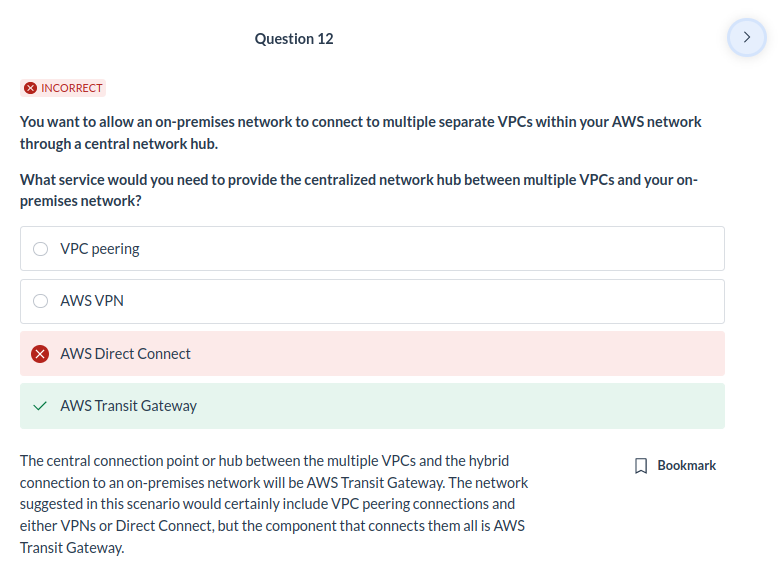 Question 12
INCORRECT
You want to allow an on-premises network to connect to multiple separate VPCs within your AWS network
through a central network hub.
What service would you need to provide the centralized network hub between multiple VPCs and your on-
premises network?
VPC peering
AWS VPN
AWS Direct Connect
AWS Transit Gateway
The central connection point or hub between the multiple VPCs and the hybrid
connection to an on-premises network will be AWS Transit Gateway. The network
suggested in this scenario would certainly include VPC peering connections and
either VPNs or Direct Connect, but the component that connects them all is AWS
Transit Gateway.
Bookmark